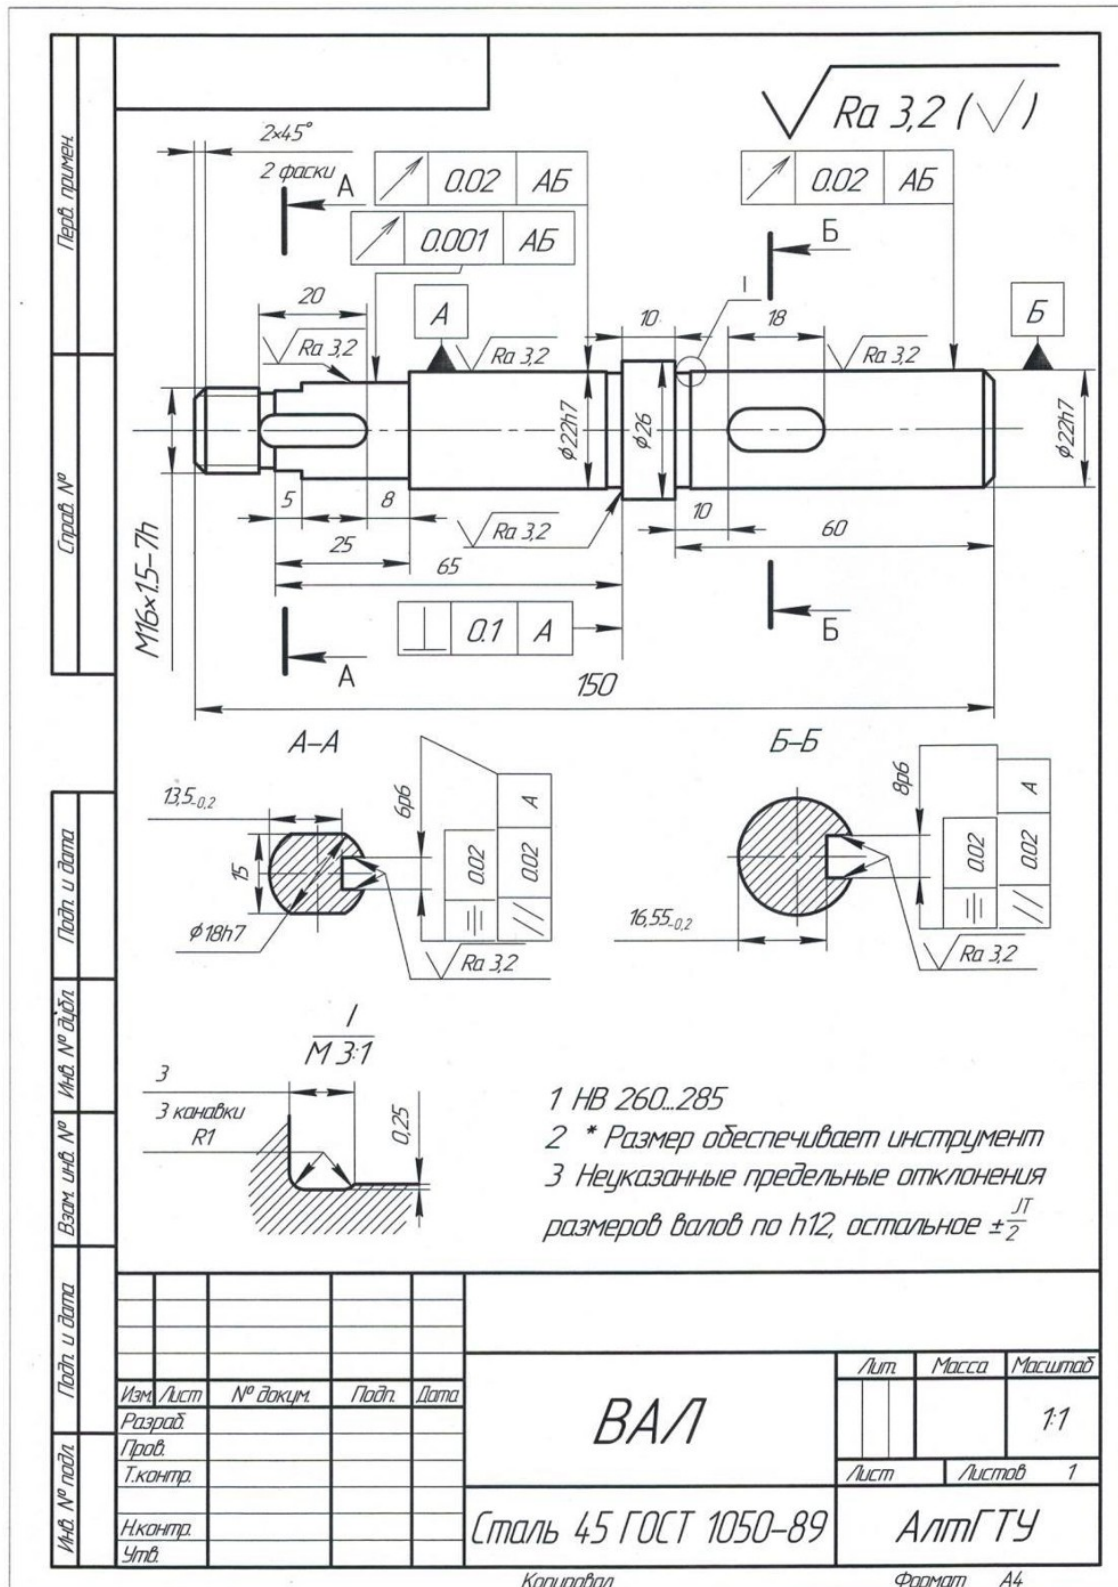 Перв. примен.
Справ. №
Подп. и дата
Инв. № дубл.
Взам. инв. №
Подп. и дата
Инв. № подл.
√ Ra 3,2 (√)
2×45°
2 фаски
А
0.02 АБ
0.001 АБ
0.02 АБ
Б
20
А
10
I
18
Б
Ra 3,2
Ra 3,2
Ra 3,2
M16×1.5–7h
ϕ22h7
ϕ26
ϕ22h7
5
8
Ra 3,2
10
25
65
60
⊥ 0.1 А
А
Б
150
А–А
Б–Б
13,5-0,2
15
ϕ18h7
6p6
0.02
// 0.02 А
Ra 3,2
16,55-0,2
8p6
0.02
// 0.02 А
Ra 3,2
I
М 3:1
3
3 канавки
R1
0,25
1 НВ 260...285
2 * Размер обеспечивает инструмент
3 Неуказанные предельные отклонения
размеров валов по h12, остальное ±JT/2
Изм. Лист № докум. Подп. Дата
Разраб.
Пров.
Т.контр.
Н.контр.
Утв.
ВАЛ
Лит. Масса Масштаб
1:1
Лист Листов 1
Сталь 45 ГОСТ 1050–89
АлтГТУ
Копировал Формат А4